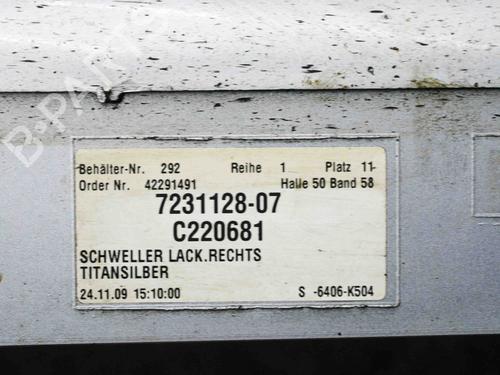 B-PARTS
Behälter-Nr. 292 Reihe 1 Platz 11-
Order Nr. 42291491 Halle 50 Band 58
7231128-07
C220681
SCHWELLER LACK.RECHTS
TITANSILBER
24.11.09 15:10:00 S -6406-K504